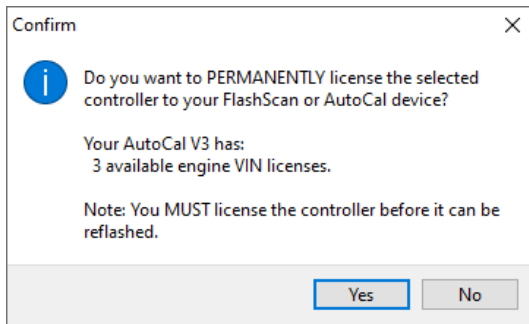 Confirm
Do you want to PERMANENTLY license the selected
controller to your FlashScan or AutoCal device?
Your AutoCal V3 has:
3 available engine VIN licenses.
Note: You MUST license the controller before it can be
reflashed.
Yes
No